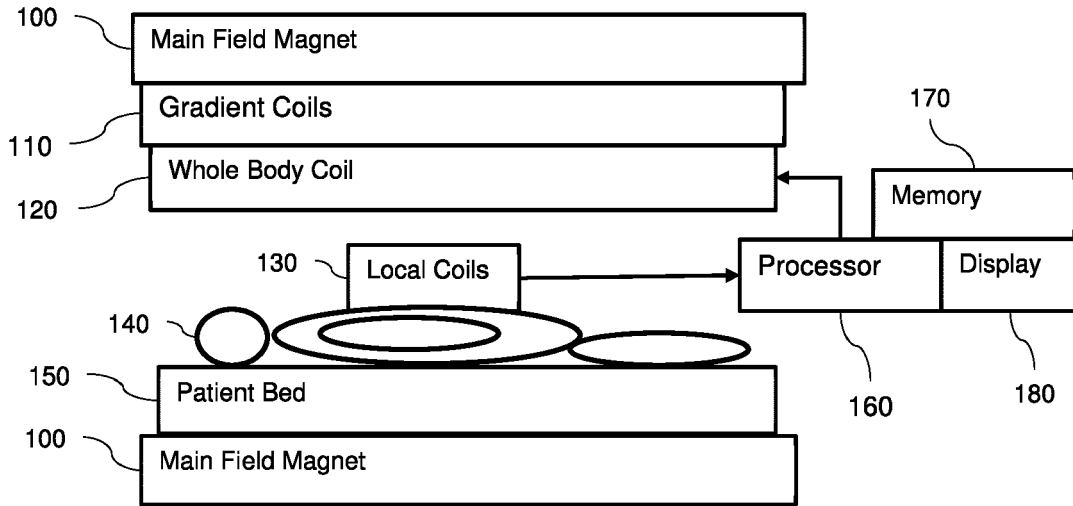 100
Main Field Magnet
110
Gradient Coils
120
Whole Body Coil
170
Memory
130
Local Coils
Processor
Display
140
150
Patient Bed
160
180
100
Main Field Magnet